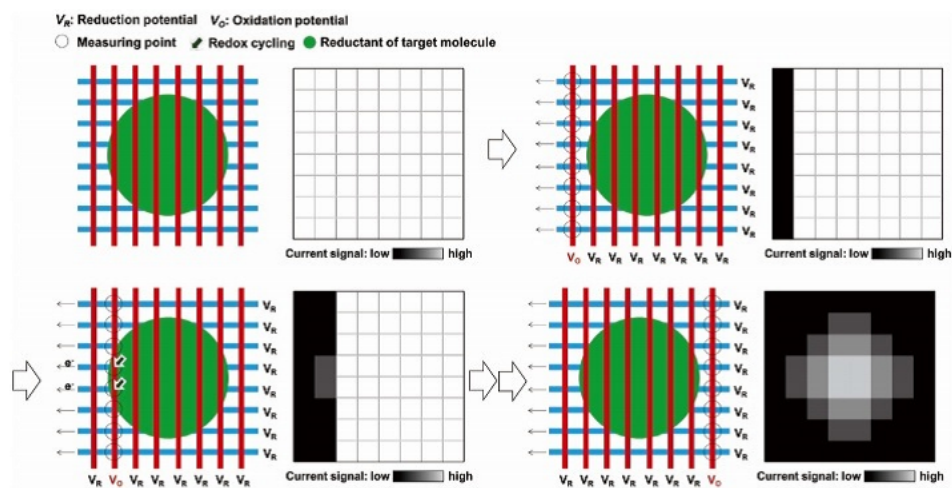 V_R: Reduction potential V_O: Oxidation potential
Measuring point Redox cycling Reductant of target molecule
V_R
V_R
V_R
V_R
V_R
V_R
V_R
V_R
Current signal: low high
V_O V_R V_R V_R V_R V_R V_R V_R
Current signal: low high
V_R
V_R
V_R
e⁻ V_R
e⁻ V_R
V_R
V_R
V_R
V_R
V_R
V_R
V_R
V_R
V_R
V_R
V_R
V_R V_O V_R V_R V_R V_R V_R V_R
Current signal: low high
V_R V_R V_R V_R V_R V_R V_R V_O
Current signal: low high